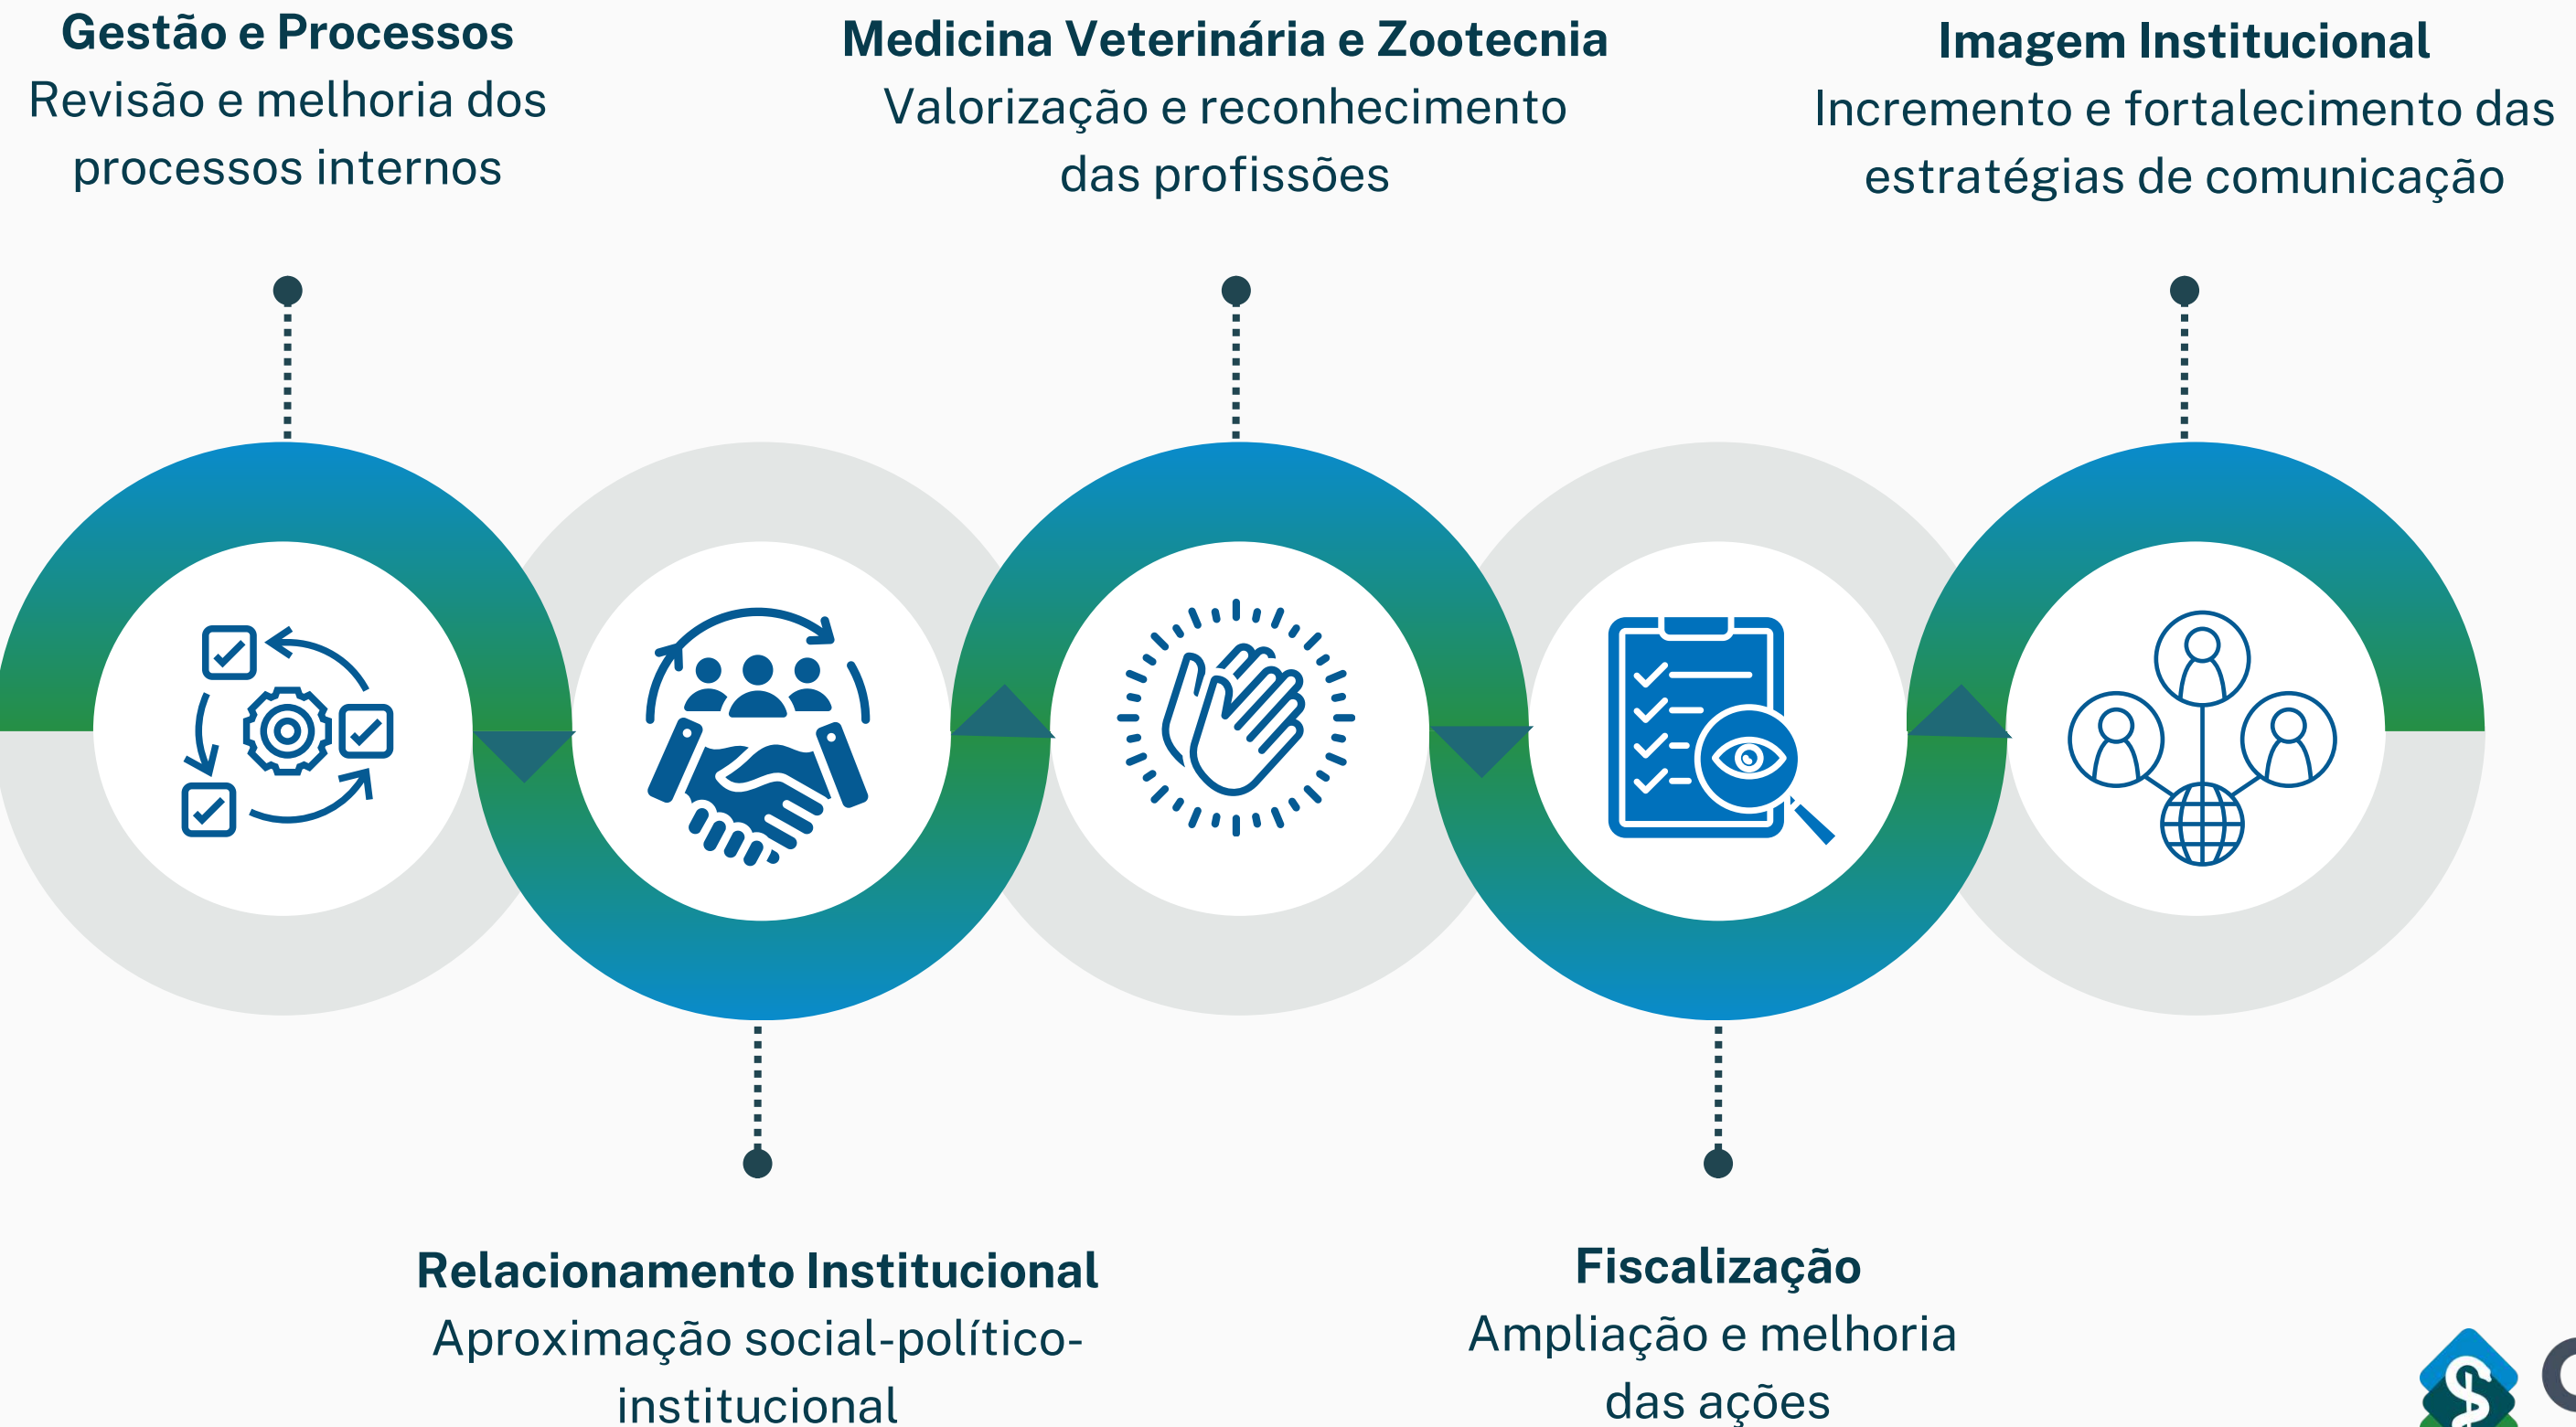 Gestão e Processos
Revisão e melhoria dos
processos internos
Medicina Veterinária e Zootecnia
Valorização e reconhecimento
das profissões
Imagem Institucional
Incremento e fortalecimento das
estratégias de comunicação
Relacionamento Institucional
Aproximação social-político-
institucional
Fiscalização
Ampliação e melhoria
das ações